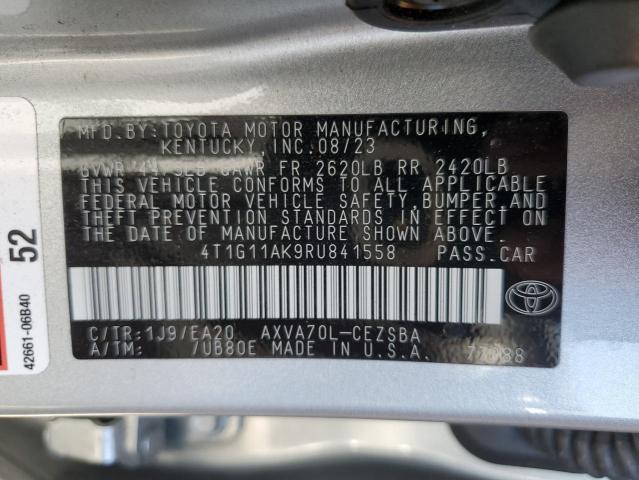 MFD.BY:TOYOTA MOTOR MANUFACTURING,
KENTUCKY,INC.08/23
FR 2620LB RR 2420LB
THIS VEHICLE CONFORMS TO ALL APPLICABLE
FEDERAL MOTOR VEHICLE SAFETY,BUMPER,AND
THEFT PREVENTION STANDARDS IN EFFECT ON
THE DATE OF MANUFACTURE SHOWN ABOVE.
4T1G11AK9RU841558 PASS.CAR
C/TR:1J9/EA20 AXVA70L-CEZSBA
A/TM: 7UB80E MADE IN U.S.A.
52
42661-06B40